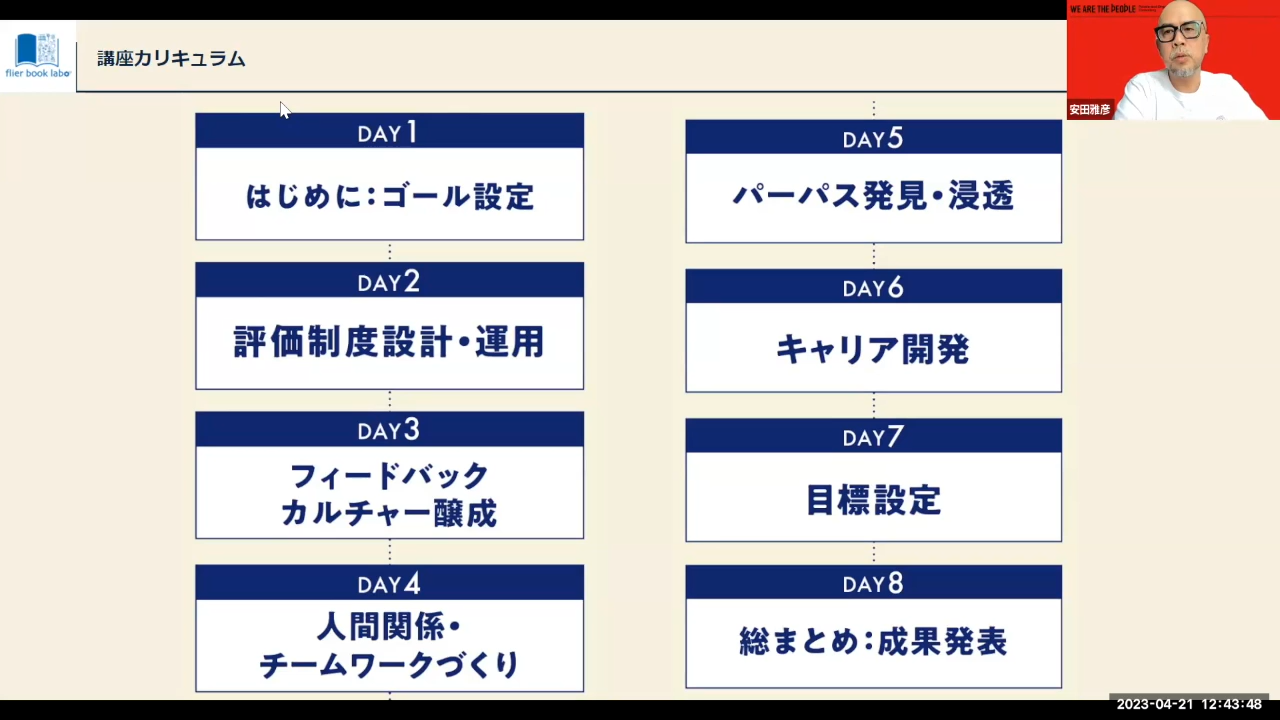 flier book labo
講座カリキュラム
WE ARE THE PEOPLE
安田雅彦
DAY1
はじめに：ゴール設定
DAY2
評価制度設計・運用
DAY3
フィードバック
カルチャー醸成
DAY4
人間関係・
チームワークづくり
DAY5
パーパス発見・浸透
DAY6
キャリア開発
DAY7
目標設定
DAY8
総まとめ：成果発表
2023-04-21 12:43:48